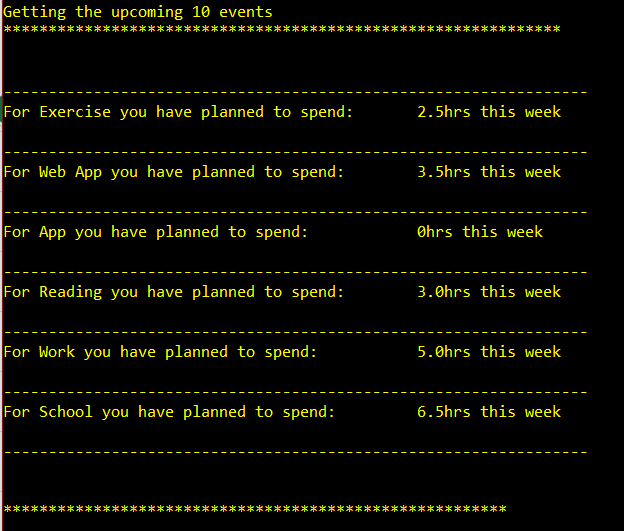 Getting the upcoming 10 events
**************************************************************
-----------------------------------------------------------------
For Exercise you have planned to spend:       2.5hrs this week
-----------------------------------------------------------------
For Web App you have planned to spend:        3.5hrs this week
-----------------------------------------------------------------
For App you have planned to spend:            0hrs this week
-----------------------------------------------------------------
For Reading you have planned to spend:        3.0hrs this week
-----------------------------------------------------------------
For Work you have planned to spend:           5.0hrs this week
-----------------------------------------------------------------
For School you have planned to spend:         6.5hrs this week
-----------------------------------------------------------------
********************************************************